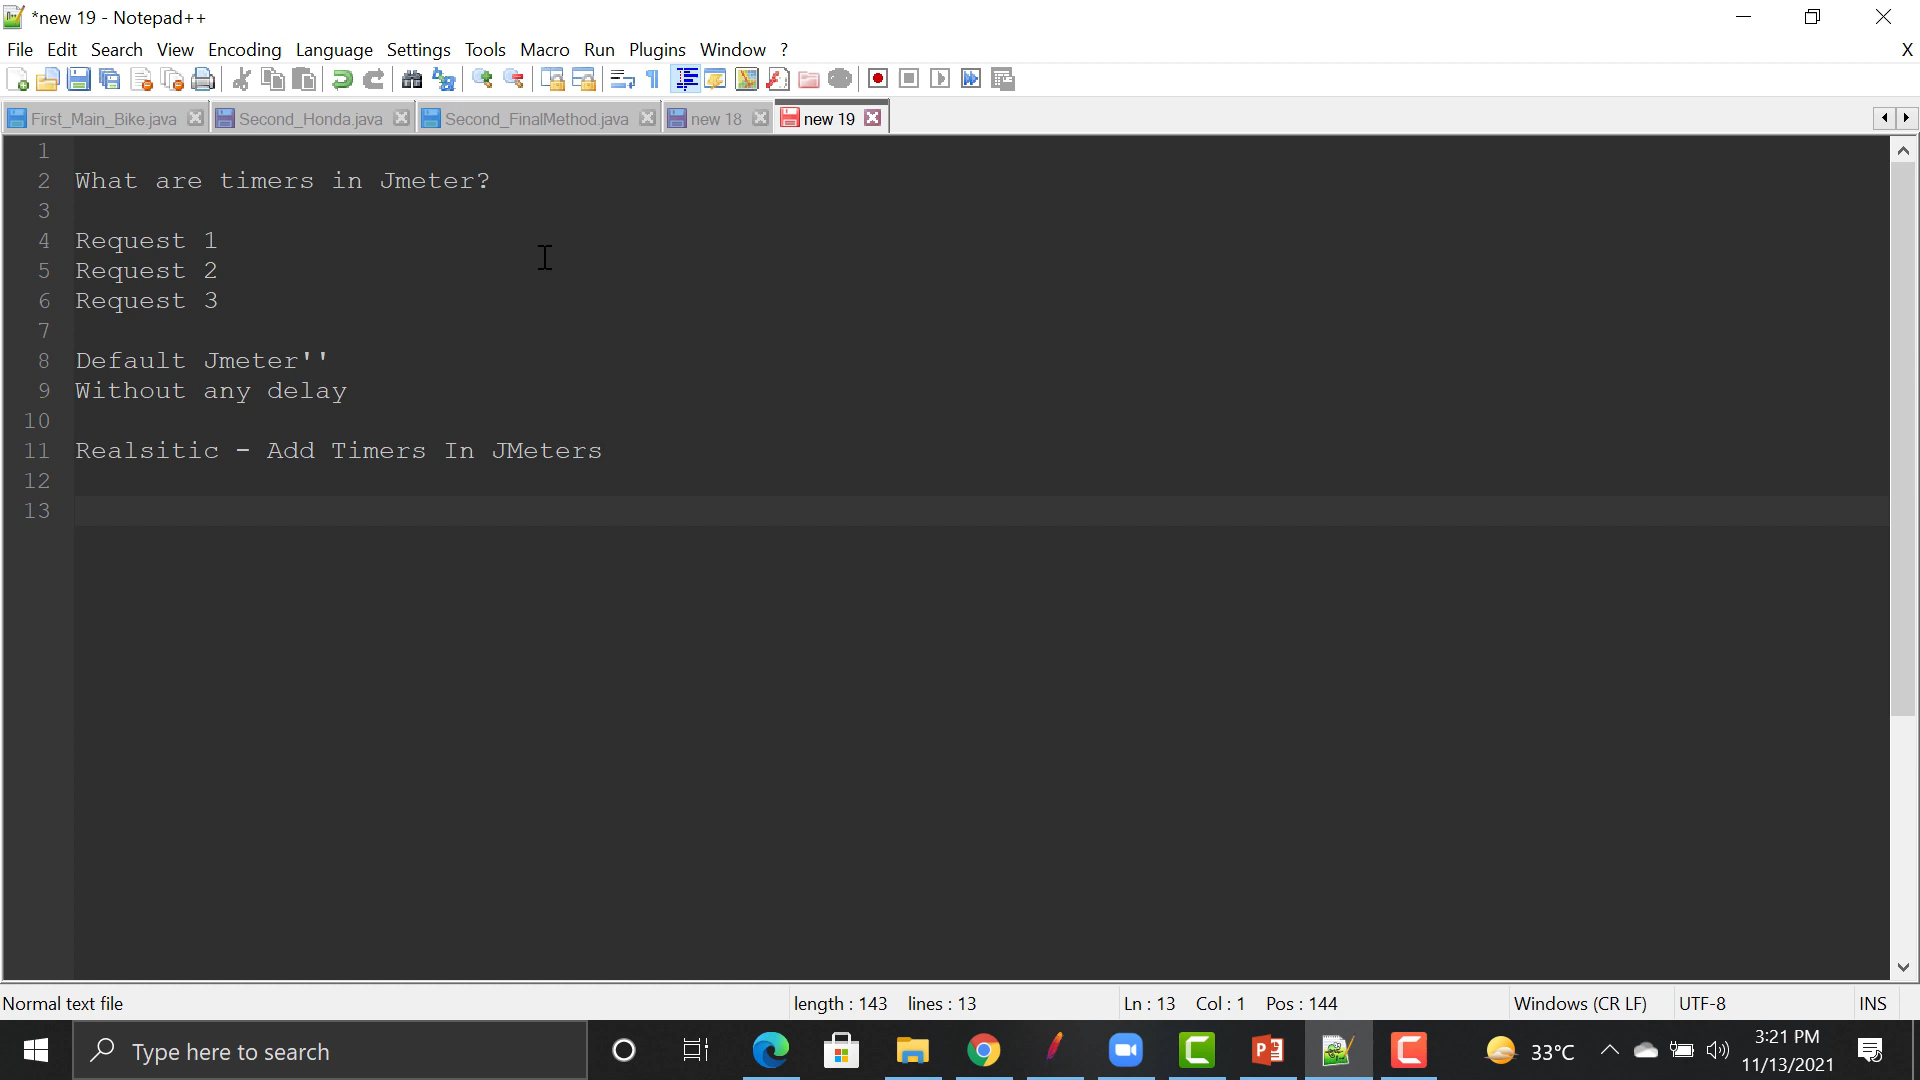 *new 19 - Notepad++
File Edit Search View Encoding Language Settings Tools Macro Run Plugins Window ? X
First_Main_Bike.java Second_Honda.java Second_FinalMethod.java new 18 new 19
1
2 What are timers in Jmeter?
3
4 Request 1
5 Request 2
6 Request 3
7
8 Default Jmeter''
9 Without any delay
10
11 Realsitic - Add Timers In JMeters
12
13
Normal text file length : 143 lines : 13 Ln : 13 Col : 1 Pos : 144 Windows (CR LF) UTF-8 INS
Type here to search 33°C 3:21 PM
11/13/2021